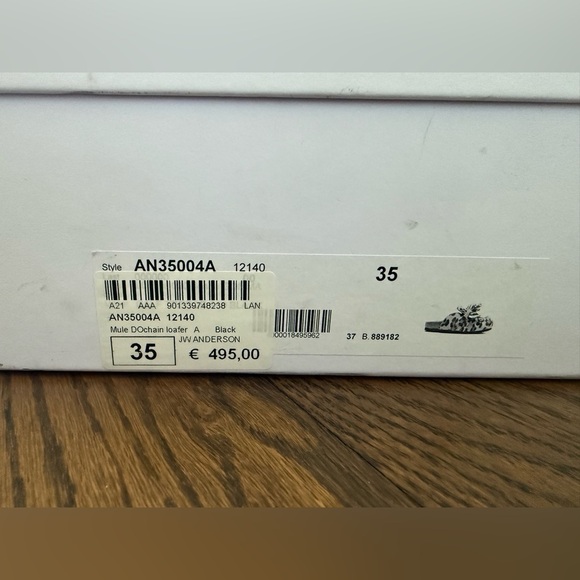 Style AN35004A 12140 35
A21 AAA 901339748238 LAN
AN35004A 12140
Mule DOchain loafer A Black
JW ANDERSON
35 € 495,00
00018495962
37 B. 889182